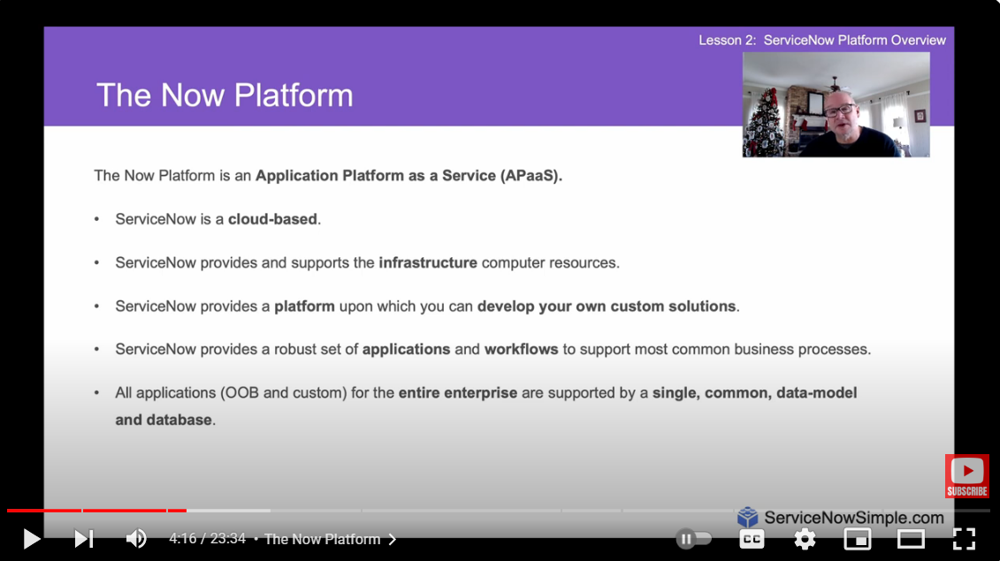 Lesson 2: ServiceNow Platform Overview
The Now Platform
The Now Platform is an Application Platform as a Service (APaaS).
• ServiceNow is a cloud-based.
• ServiceNow provides and supports the infrastructure computer resources.
• ServiceNow provides a platform upon which you can develop your own custom solutions.
• ServiceNow provides a robust set of applications and workflows to support most common business processes.
• All applications (OOB and custom) for the entire enterprise are supported by a single, common, data-model
and database.
SUBSCRIBE
ServiceNowSimple.com
4:16 / 23:34 • The Now Platform
CC